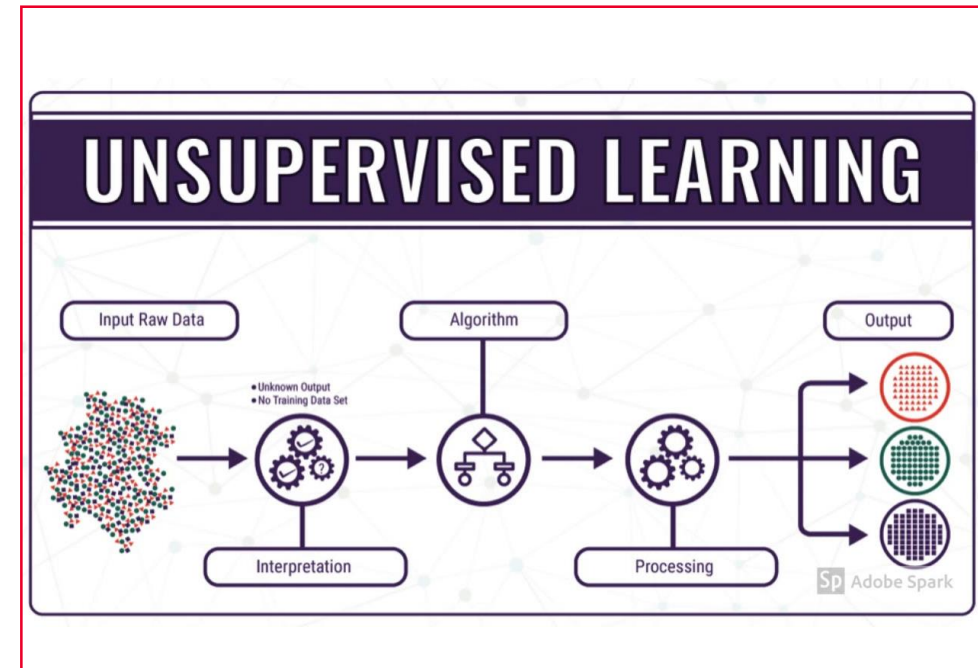 UNSUPERVISED LEARNING
Input Raw Data
Algorithm
Output
• Unknown Output
• No Training Data Set
?
Interpretation
Processing
Sp Adobe Spark